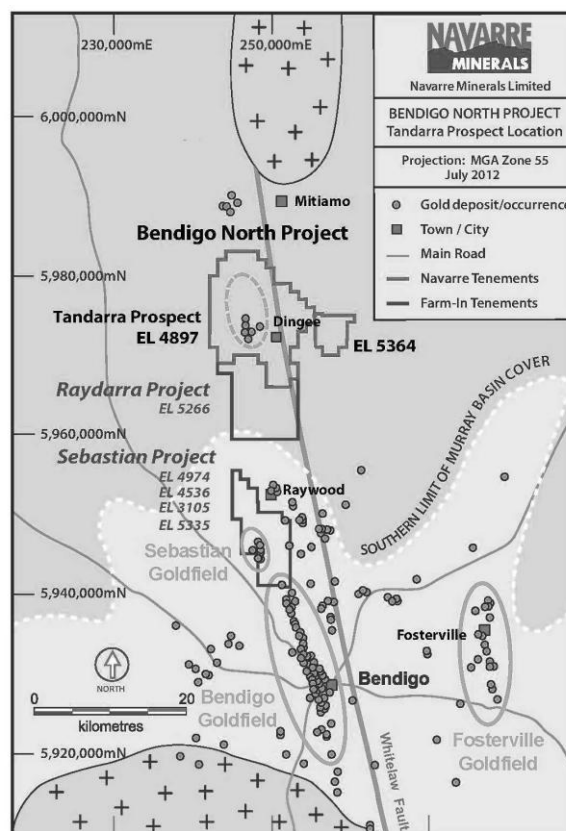 230,000mE
250,000mE
NAVARRE
MINERALS
Navarre Minerals Limited
6,000,000mN
BENDIGO NORTH PROJECT
Tandarra Prospect Location
Projection: MGA Zone 55
July 2012
Gold deposit/occurrence
Town / City
Main Road
Navarre Tenements
Farm-In Tenements
Mitiamo
Bendigo North Project
5,980,000mN
Tandarra Prospect
EL 4897
Dingee
EL 5364
Raydarra Project
EL 5266
5,960,000mN
SOUTHERN LIMIT OF MURRAY BASIN COVER
Sebastian Project
EL 4974
EL 4536
EL 3105
EL 5335
Raywood
Sebastian
Goldfield
5,940,000mN
Fosterville
NORTH
Bendigo
0
20
kilometres
Bendigo
Goldfield
Fosterville
Goldfield
5,920,000mN
Whitelaw Fault